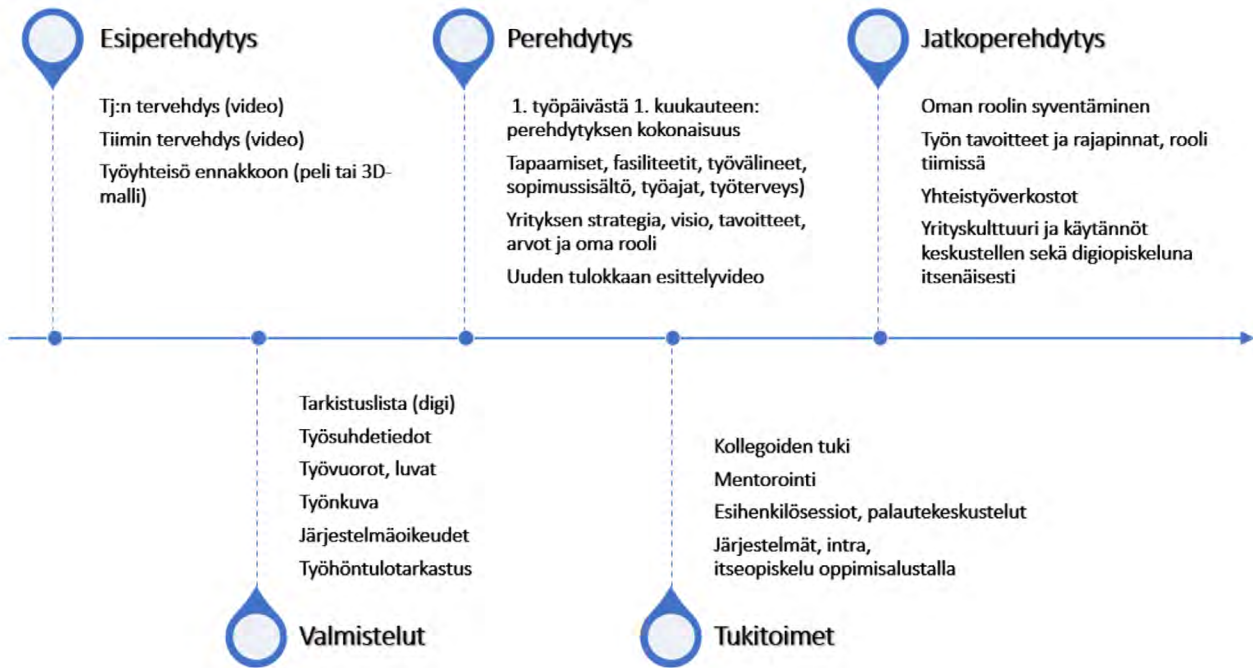 Esiperehdytys
Tj:n tervehdys (video)
Tiimin tervehdys (video)
Työyhteisö ennakkoon (peli tai 3D-
malli)
Perehdytys
1. työpäivästä 1. kuukauteen:
perehdytyksen kokonaisuus
Tapaamiset, fasiliteetit, työvälineet,
sopimussisältö, työajat, työterveys)
Yrityksen strategia, visio, tavoitteet,
arvot ja oma rooli
Uuden tulokkaan esittelyvideo
Jatkoperehdytys
Oman roolin syventäminen
Työn tavoitteet ja rajapinnat, rooli
tiimissä
Yhteistyöverkostot
Yrityskulttuuri ja käytännöt
keskustellen sekä digiopiskeluna
itsenäisesti
Tarkistuslista (digi)
Työsuhdetiedot
Työvuorot, luvat
Työnkuva
Järjestelmäoikeudet
Työhöntulotarkastus
Valmistelut
Kollegoiden tuki
Mentorointi
Esihenkilösessiot, palautekeskustelut
Järjestelmät, intra,
itseopiskelu oppimisalustalla
Tukitoimet